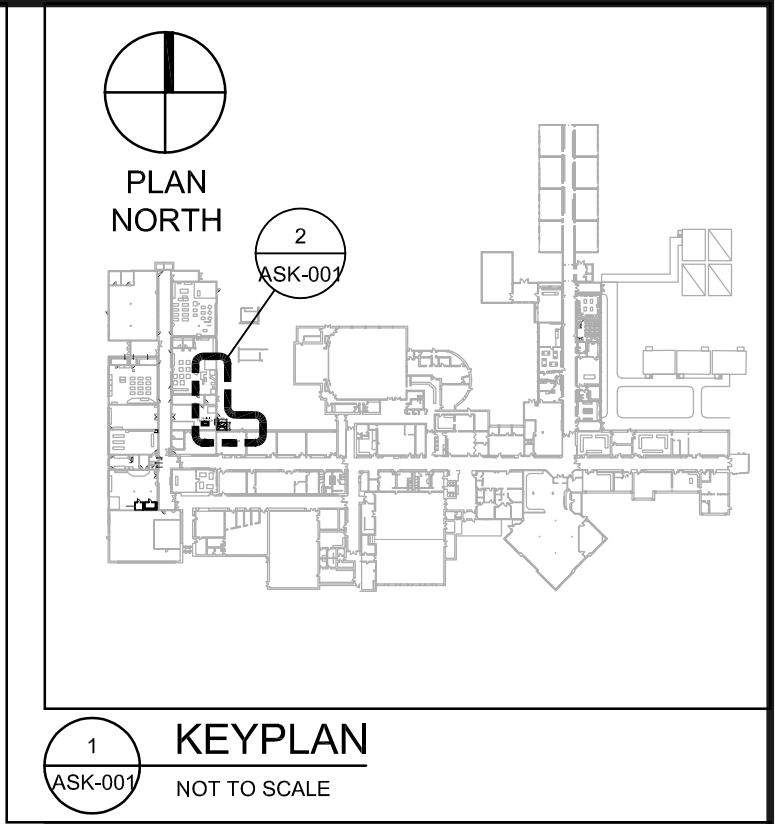 PLAN
NORTH
2
ASK-001
1
ASK-001
KEYPLAN
NOT TO SCALE